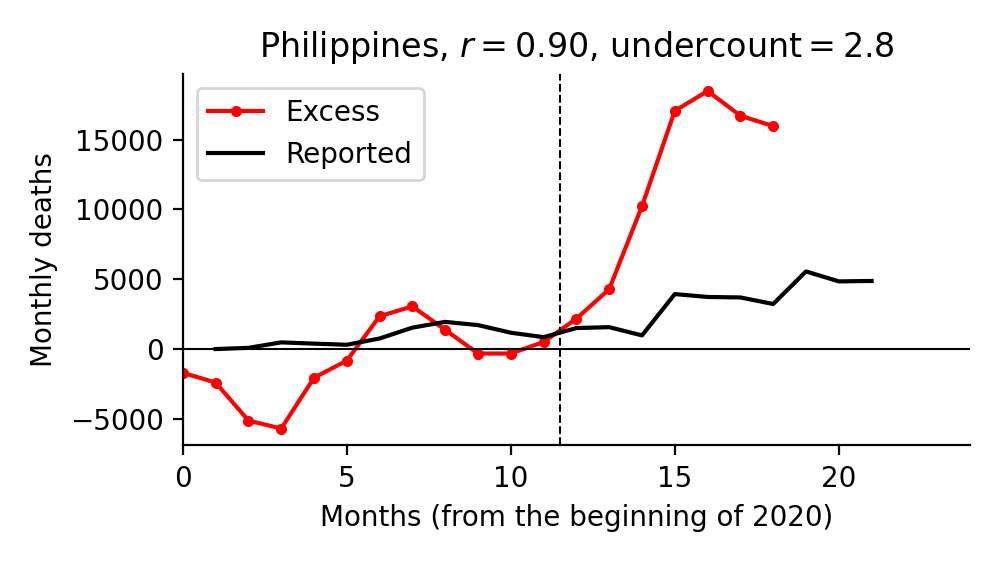 Philippines, r = 0.90, undercount = 2.8
Excess
Reported
Monthly deaths
15000
10000
5000
0
−5000
0 5 10 15 20
Months (from the beginning of 2020)